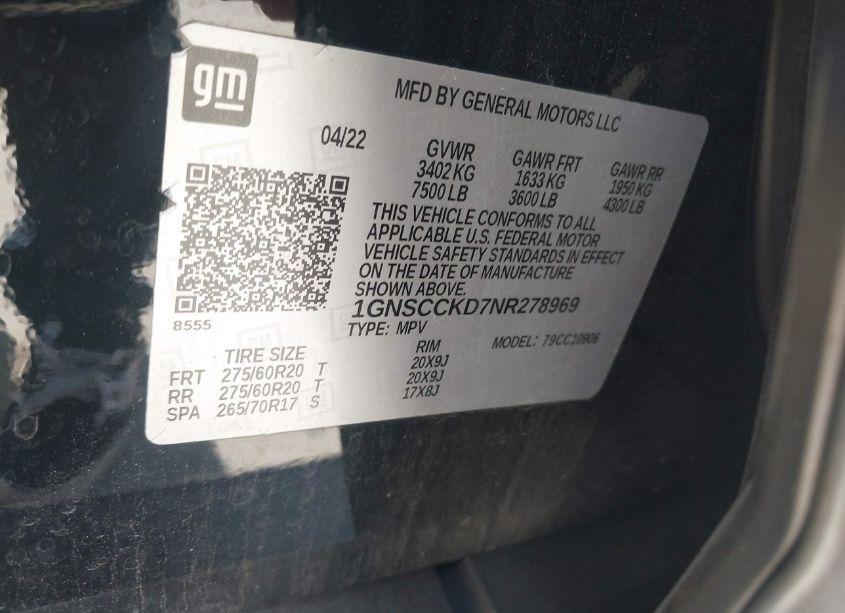 gm
MFD BY GENERAL MOTORS LLC
04/22
GVWR
3402 KG
7500 LB
GAWR FRT
1633 KG
3600 LB
GAWR RR
1950 KG
4300 LB
THIS VEHICLE CONFORMS TO ALL
APPLICABLE U.S. FEDERAL MOTOR
VEHICLE SAFETY STANDARDS IN EFFECT
ON THE DATE OF MANUFACTURE
SHOWN ABOVE.
1GNSCCKD7NR278969
8555
TYPE: MPV
MODEL: 79CC10906
TIRE SIZE RIM
FRT 275/60R20 T 20X9J
RR 275/60R20 T 20X9J
SPA 265/70R17 S 17X8J